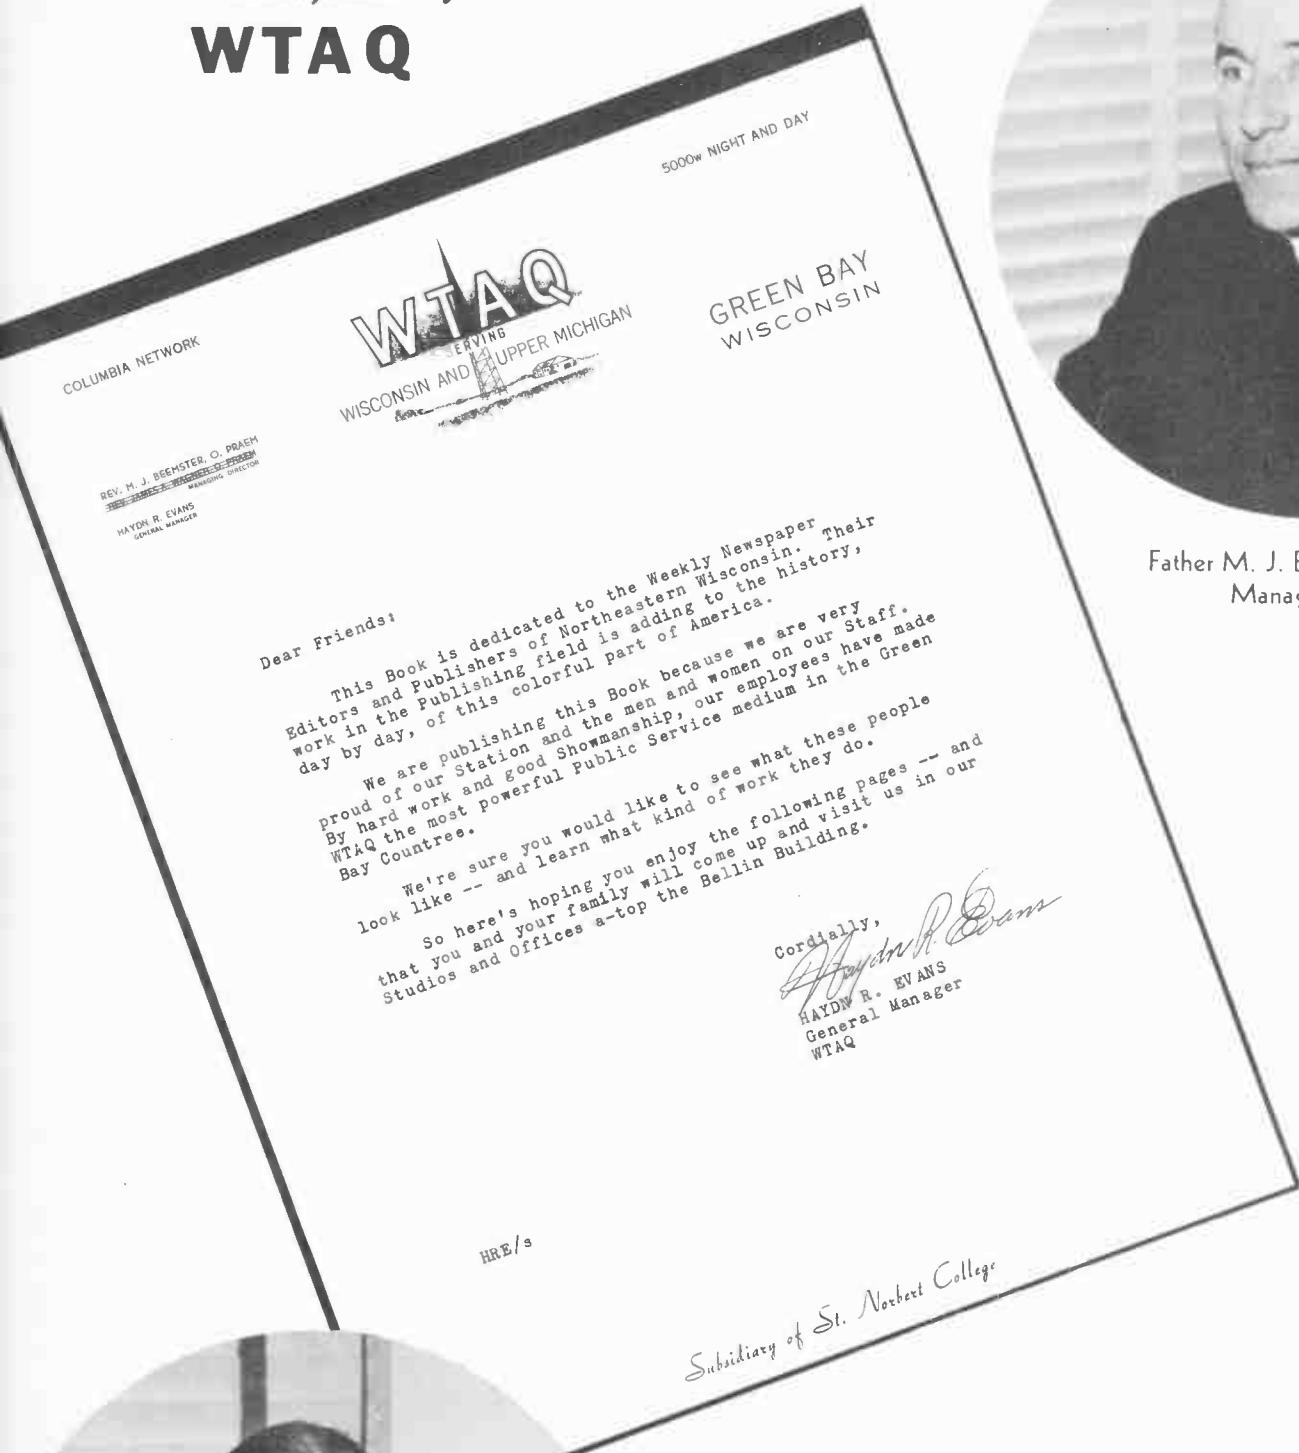 WTAQ
5000w NIGHT AND DAY
COLUMBIA NETWORK
WTAQ
SERVING
WISCONSIN AND UPPER MICHIGAN
GREEN BAY
WISCONSIN
REV. M. J. BEEMSTER, O. PRAEM
REV. JAMES A. WAGNER O. PRAEM
MANAGING DIRECTOR
HAYDN R. EVANS
GENERAL MANAGER
Father M. J. B
Manag
Dear Friends:
This Book is dedicated to the Weekly Newspaper
Editors and Publishers of Northeastern Wisconsin. Their
work in the Publishing field is adding to the history,
day by day, of this colorful part of America.
We are publishing this Book because we are very
proud of our Station and the men and women on our Staff.
By hard work and good Showmanship, our employees have made
WTAQ the most powerful Public Service medium in the Green
Bay Countree.
We're sure you would like to see what these people
look like -- and learn what kind of work they do.
So here's hoping you enjoy the following pages -- and
that you and your family will come up and visit us in our
Studios and Offices a-top the Bellin Building.
Cordially,
Haydn R. Evans
HAYDN R. EVANS
General Manager
WTAQ
HRE/s
Subsidiary of St. Norbert College